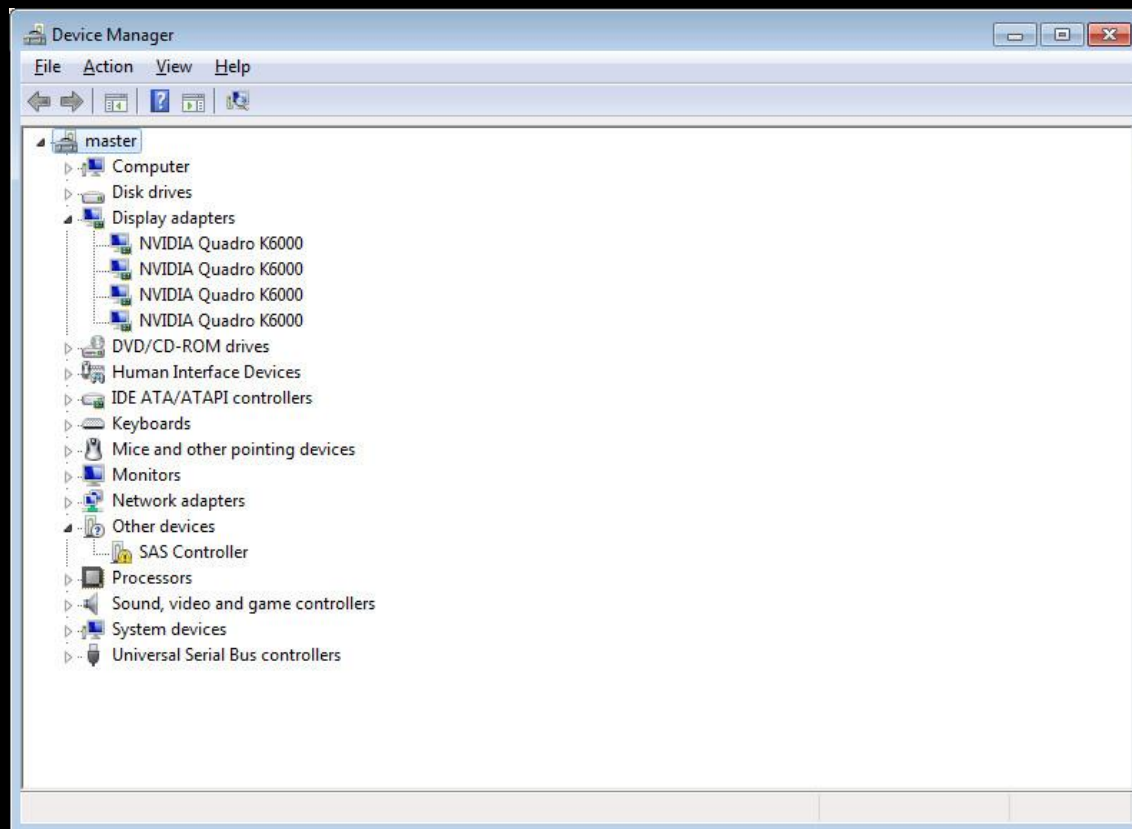 Device Manager
File Action View Help
master
Computer
Disk drives
Display adapters
NVIDIA Quadro K6000
NVIDIA Quadro K6000
NVIDIA Quadro K6000
NVIDIA Quadro K6000
DVD/CD-ROM drives
Human Interface Devices
IDE ATA/ATAPI controllers
Keyboards
Mice and other pointing devices
Monitors
Network adapters
Other devices
SAS Controller
Processors
Sound, video and game controllers
System devices
Universal Serial Bus controllers